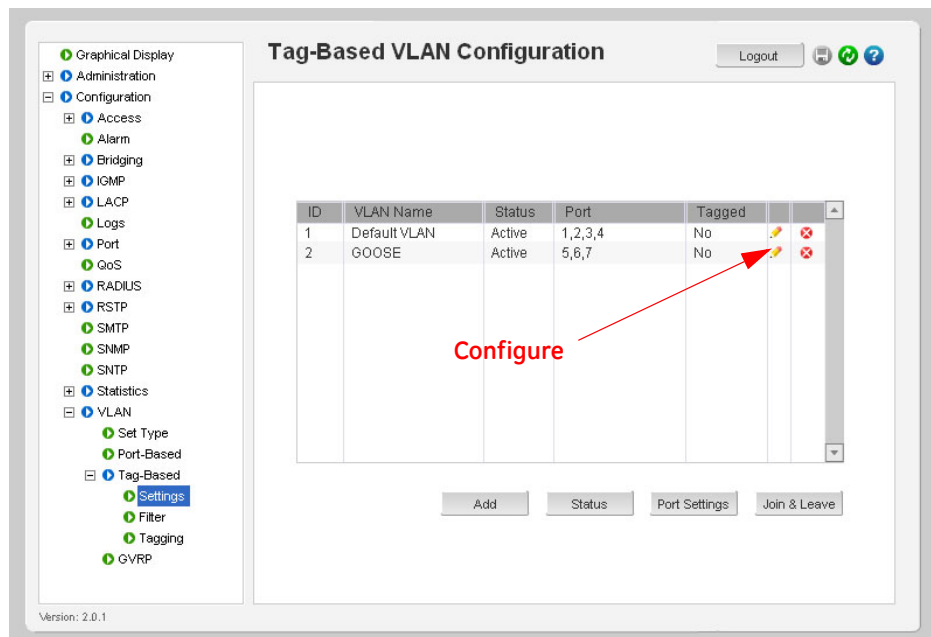 Graphical Display
Administration
Configuration
Access
Alarm
Bridging
IGMP
LACP
Logs
Port
QoS
RADIUS
RSTP
SMTP
SNMP
SNTP
Statistics
VLAN
Set Type
Port-Based
Tag-Based
Settings
Filter
Tagging
GVRP
Version: 2.0.1
Tag-Based VLAN Configuration
Logout
ID VLAN Name Status Port Tagged
1 Default VLAN Active 1,2,3,4 No
2 GOOSE Active 5,6,7 No
Configure
Add Status Port Settings Join & Leave